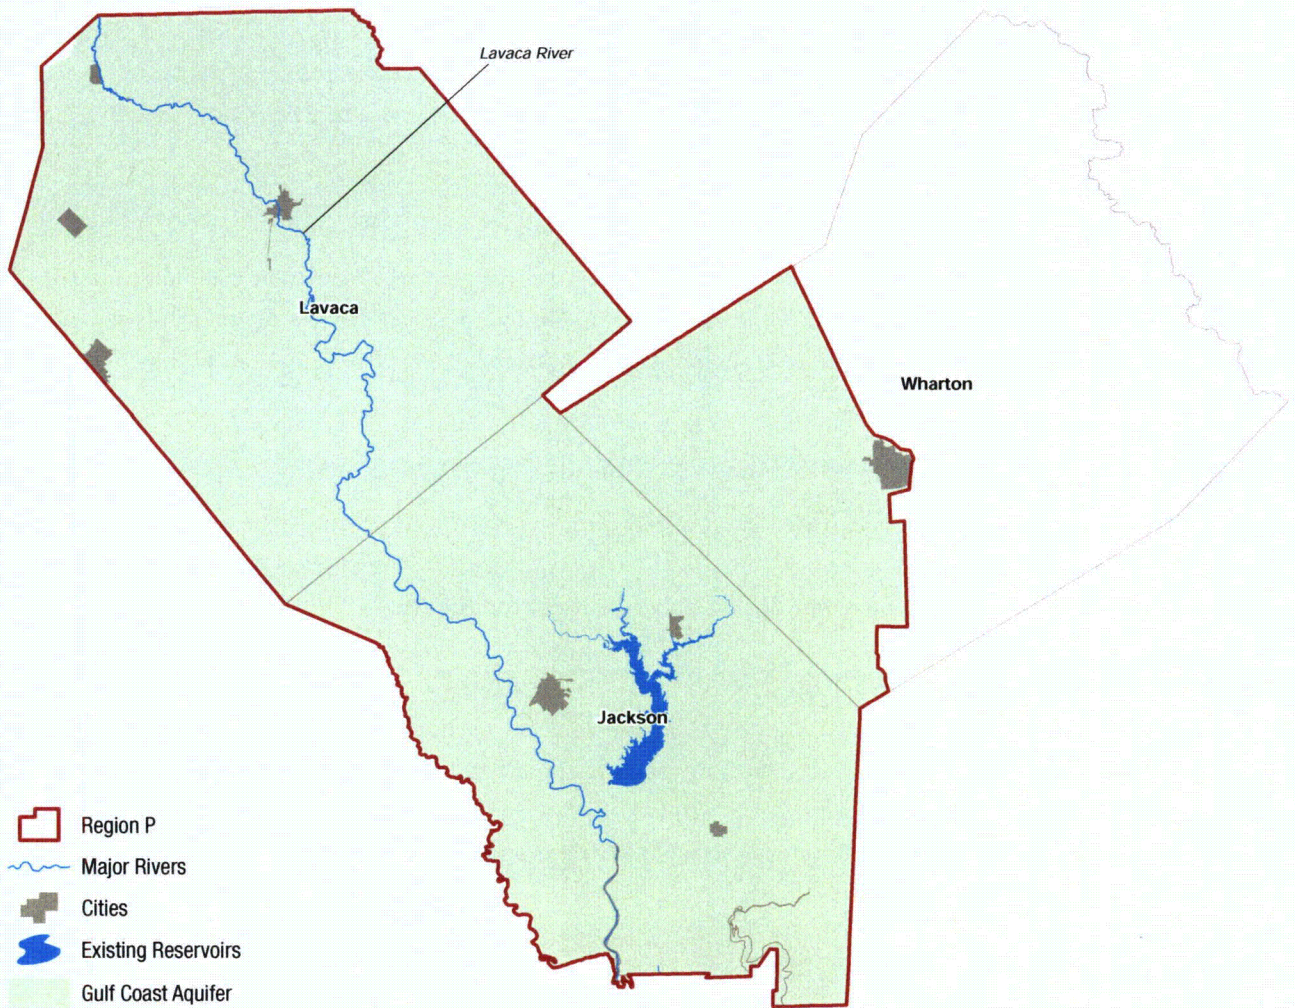 Lavaca River
Lavaca
Wharton
Jackson
Region P
Major Rivers
Cities
Existing Reservoirs
Gulf Coast Aquifer